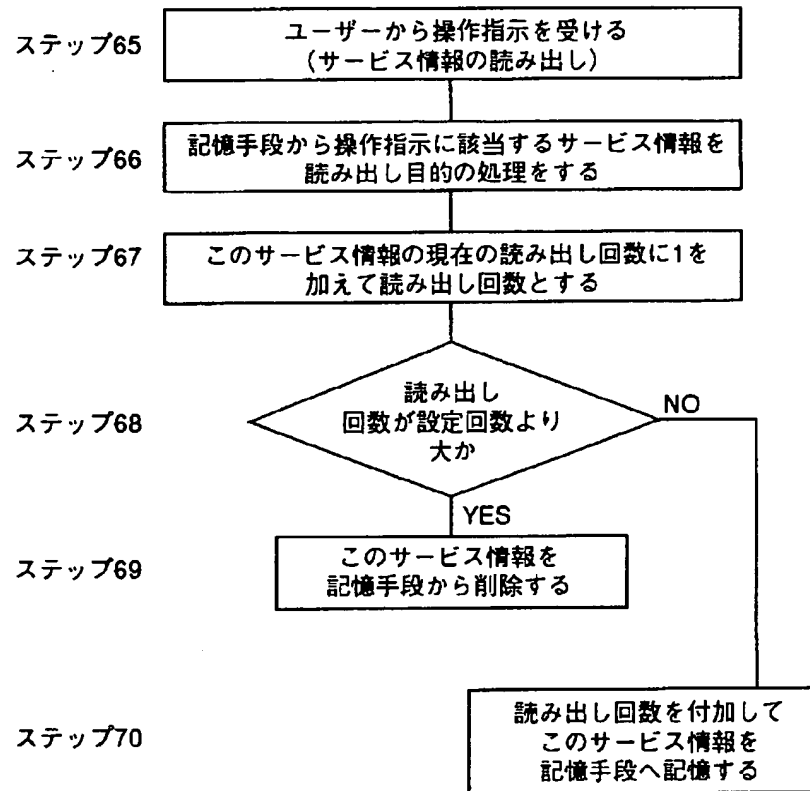 ステップ65
ユーザーから操作指示を受ける
(サービス情報の読み出し)
ステップ66
記憶手段から操作指示に該当するサービス情報を
読み出し目的の処理をする
ステップ67
このサービス情報の現在の読み出し回数に1を
加えて読み出し回数とする
ステップ68
読み出し
回数が設定回数より
大か
NO
YES
ステップ69
このサービス情報を
記憶手段から削除する
ステップ70
読み出し回数を付加して
このサービス情報を
記憶手段へ記憶する